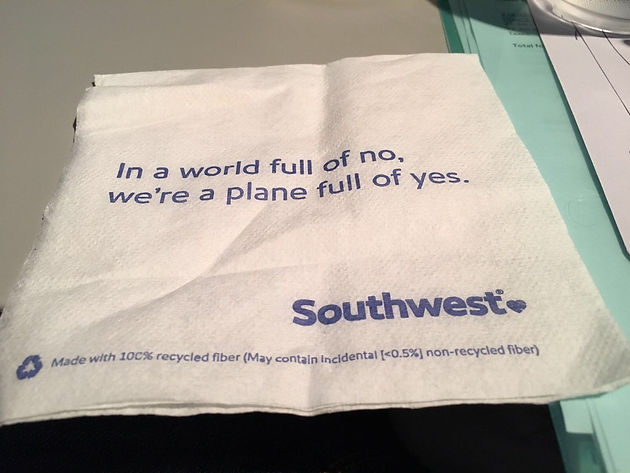 In a world full of no,
we're a plane full of yes.
Southwest®
Made with 100% recycled fiber (May contain incidental [<0.5%] non-recycled fiber)
Total